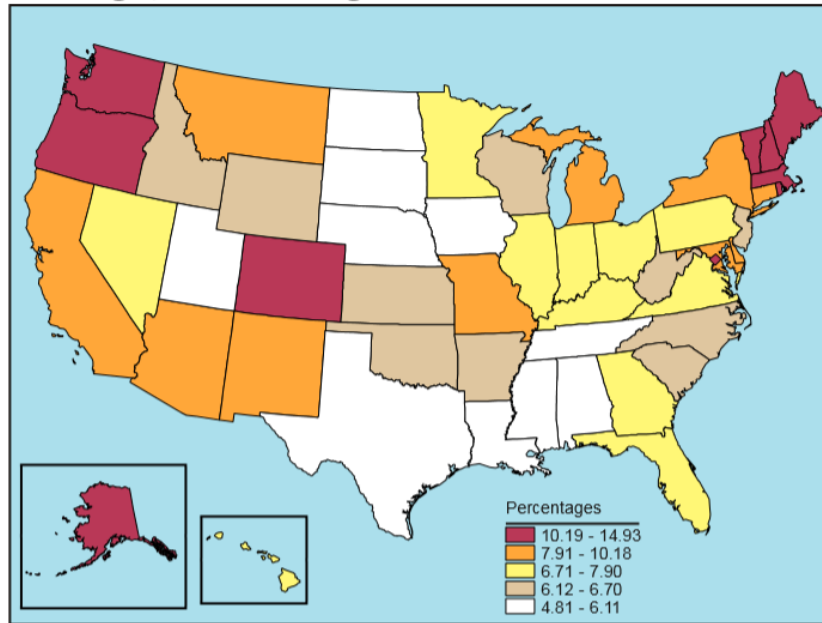 Percentages
10.19 - 14.93
7.91 - 10.18
6.71 - 7.90
6.12 - 6.70
4.81 - 6.11